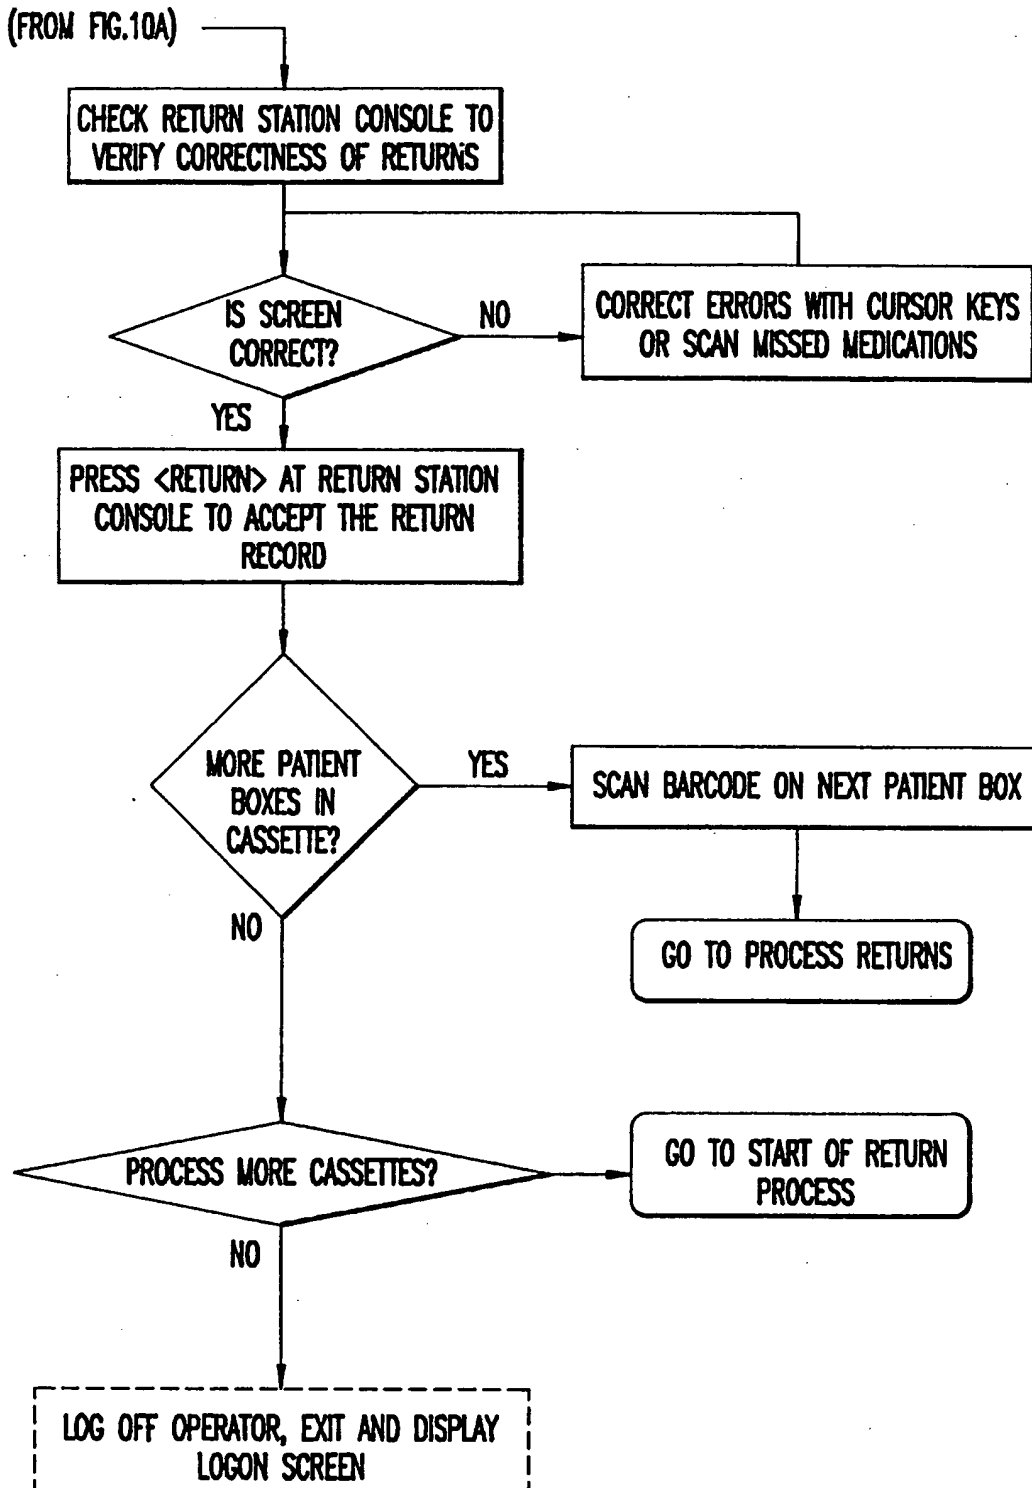 (FROM FIG.10A)
CHECK RETURN STATION CONSOLE TO
VERIFY CORRECTNESS OF RETURNS
IS SCREEN
CORRECT?
NO
CORRECT ERRORS WITH CURSOR KEYS
OR SCAN MISSED MEDICATIONS
YES
PRESS <RETURN> AT RETURN STATION
CONSOLE TO ACCEPT THE RETURN
RECORD
MORE PATIENT
BOXES IN
CASSETTE?
YES
SCAN BARCODE ON NEXT PATIENT BOX
NO
GO TO PROCESS RETURNS
PROCESS MORE CASSETTES?
GO TO START OF RETURN
PROCESS
NO
LOG OFF OPERATOR, EXIT AND DISPLAY
LOGON SCREEN